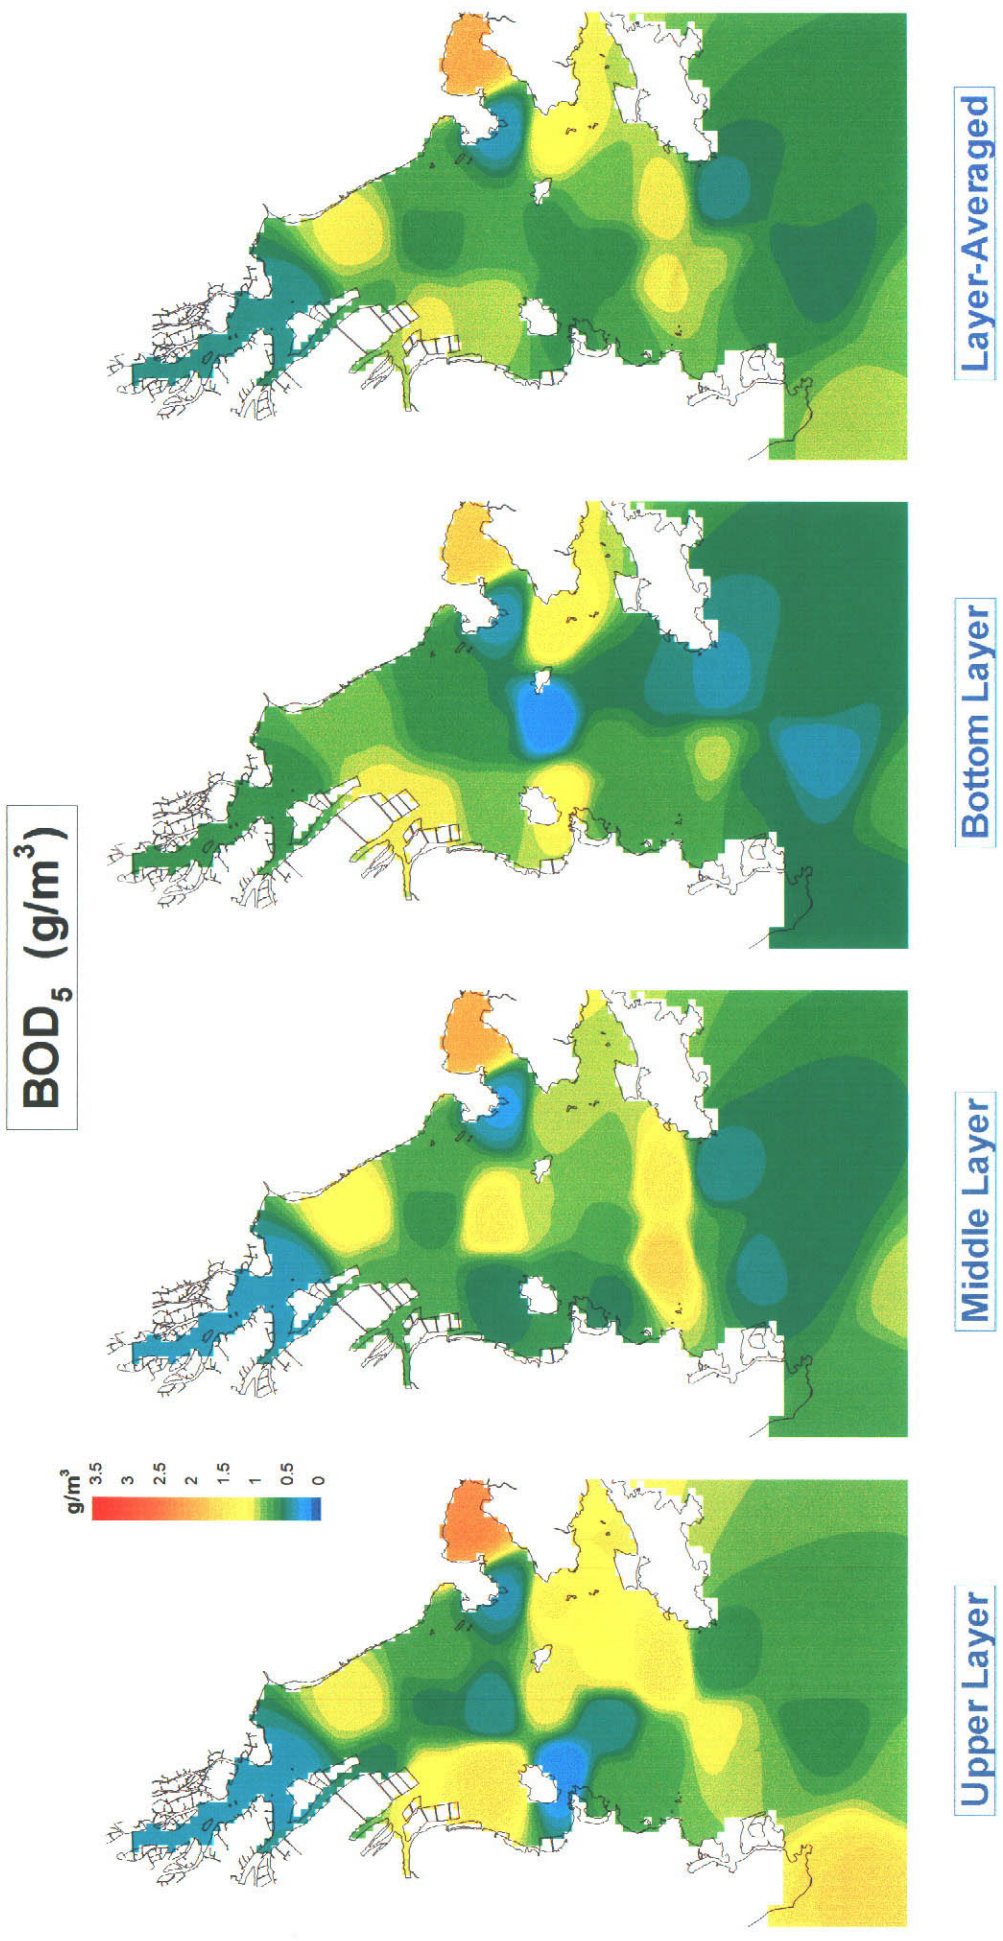 BOD5 (g/m3)
g/m3
3.5
3
2.5
2
1.5
1
0.5
0
Upper Layer
Middle Layer
Bottom Layer
Layer-Averaged